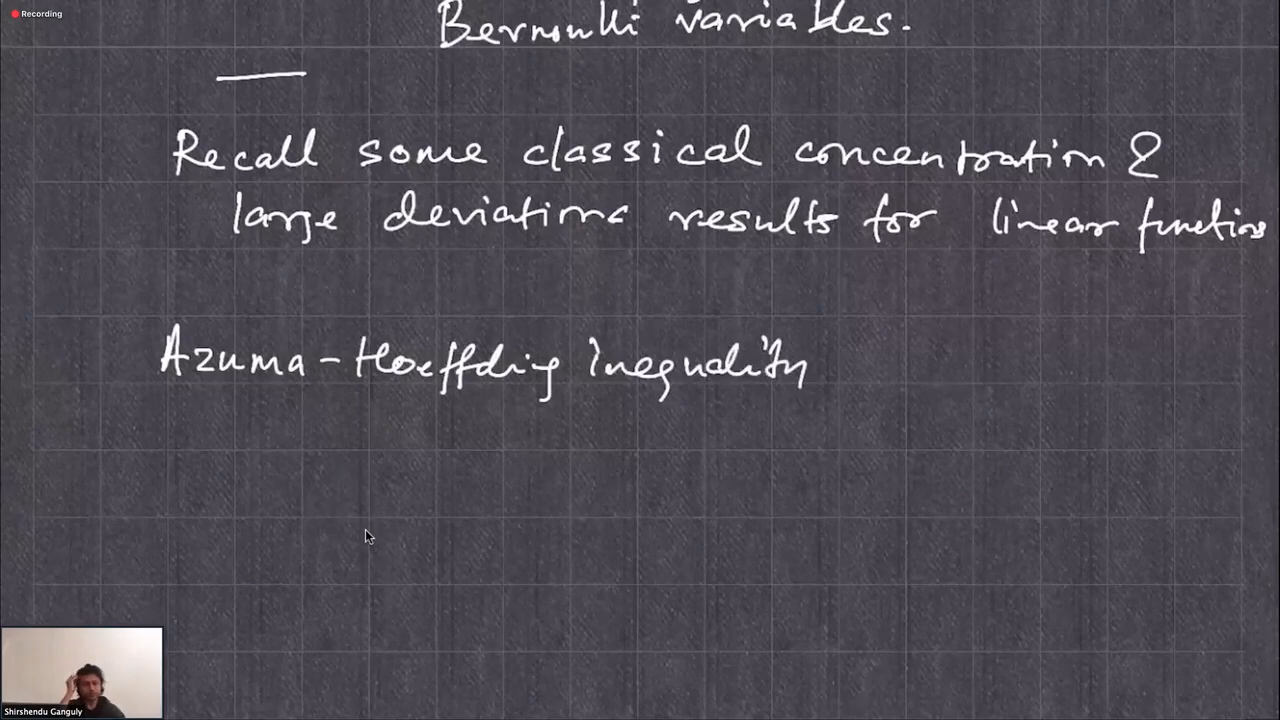 Recording
Bernoulli variables.
Recall some classical concentration &
large deviations results for linear functions
Azuma-Hoeffding inequality
Shirshendu Ganguly